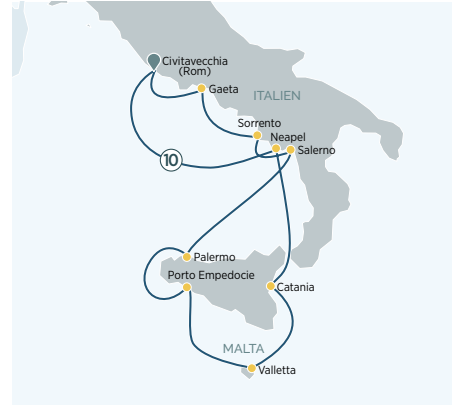 Civitavecchia
(Rom)
Gaeta
ITALIEN
Sorrento
Neapel
Salerno
10
Palermo
Porto Empedocie
Catania
MALTA
Valletta